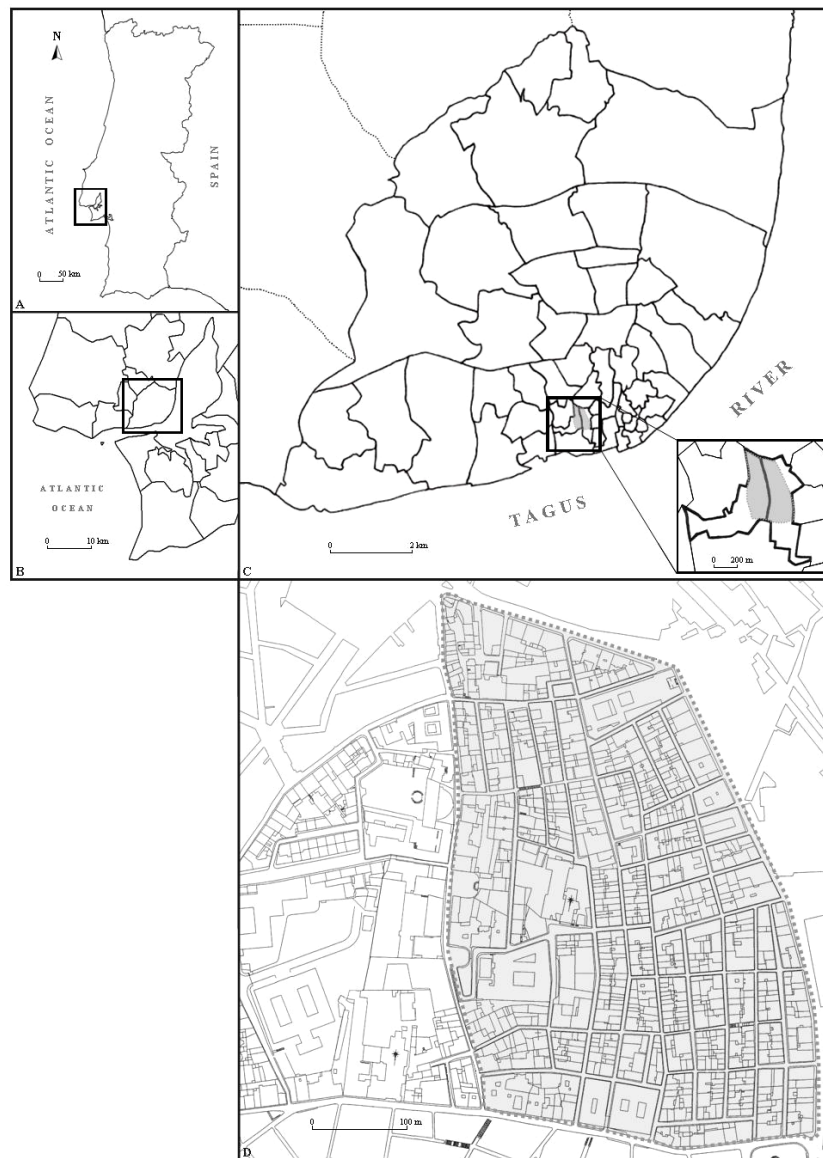 N
ATLANTIC OCEAN
SPAIN
0 50 km
A
ATLANTIC
OCEAN
0 10 km
B
TAGUS
RIVER
0 2 km
0 200 m
C
0 100 m
D